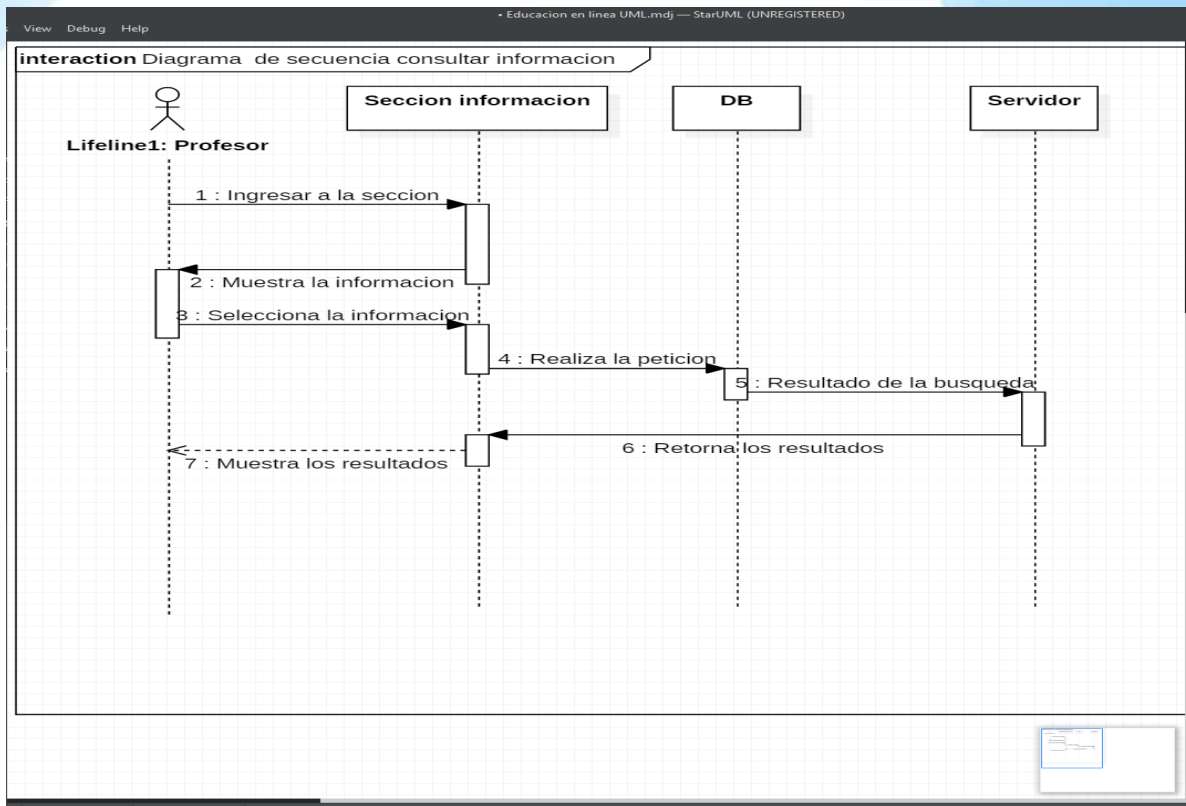 • Educacion en linea UML.mdj — StarUML (UNREGISTERED)
View Debug Help
interaction Diagrama de secuencia consultar informacion
Seccion informacion
DB
Servidor
Lifeline1: Profesor
1 : Ingresar a la seccion
2 : Muestra la informacion
3 : Selecciona la informacion
4 : Realiza la peticion
5 : Resultado de la busqueda
6 : Retorna los resultados
7 : Muestra los resultados